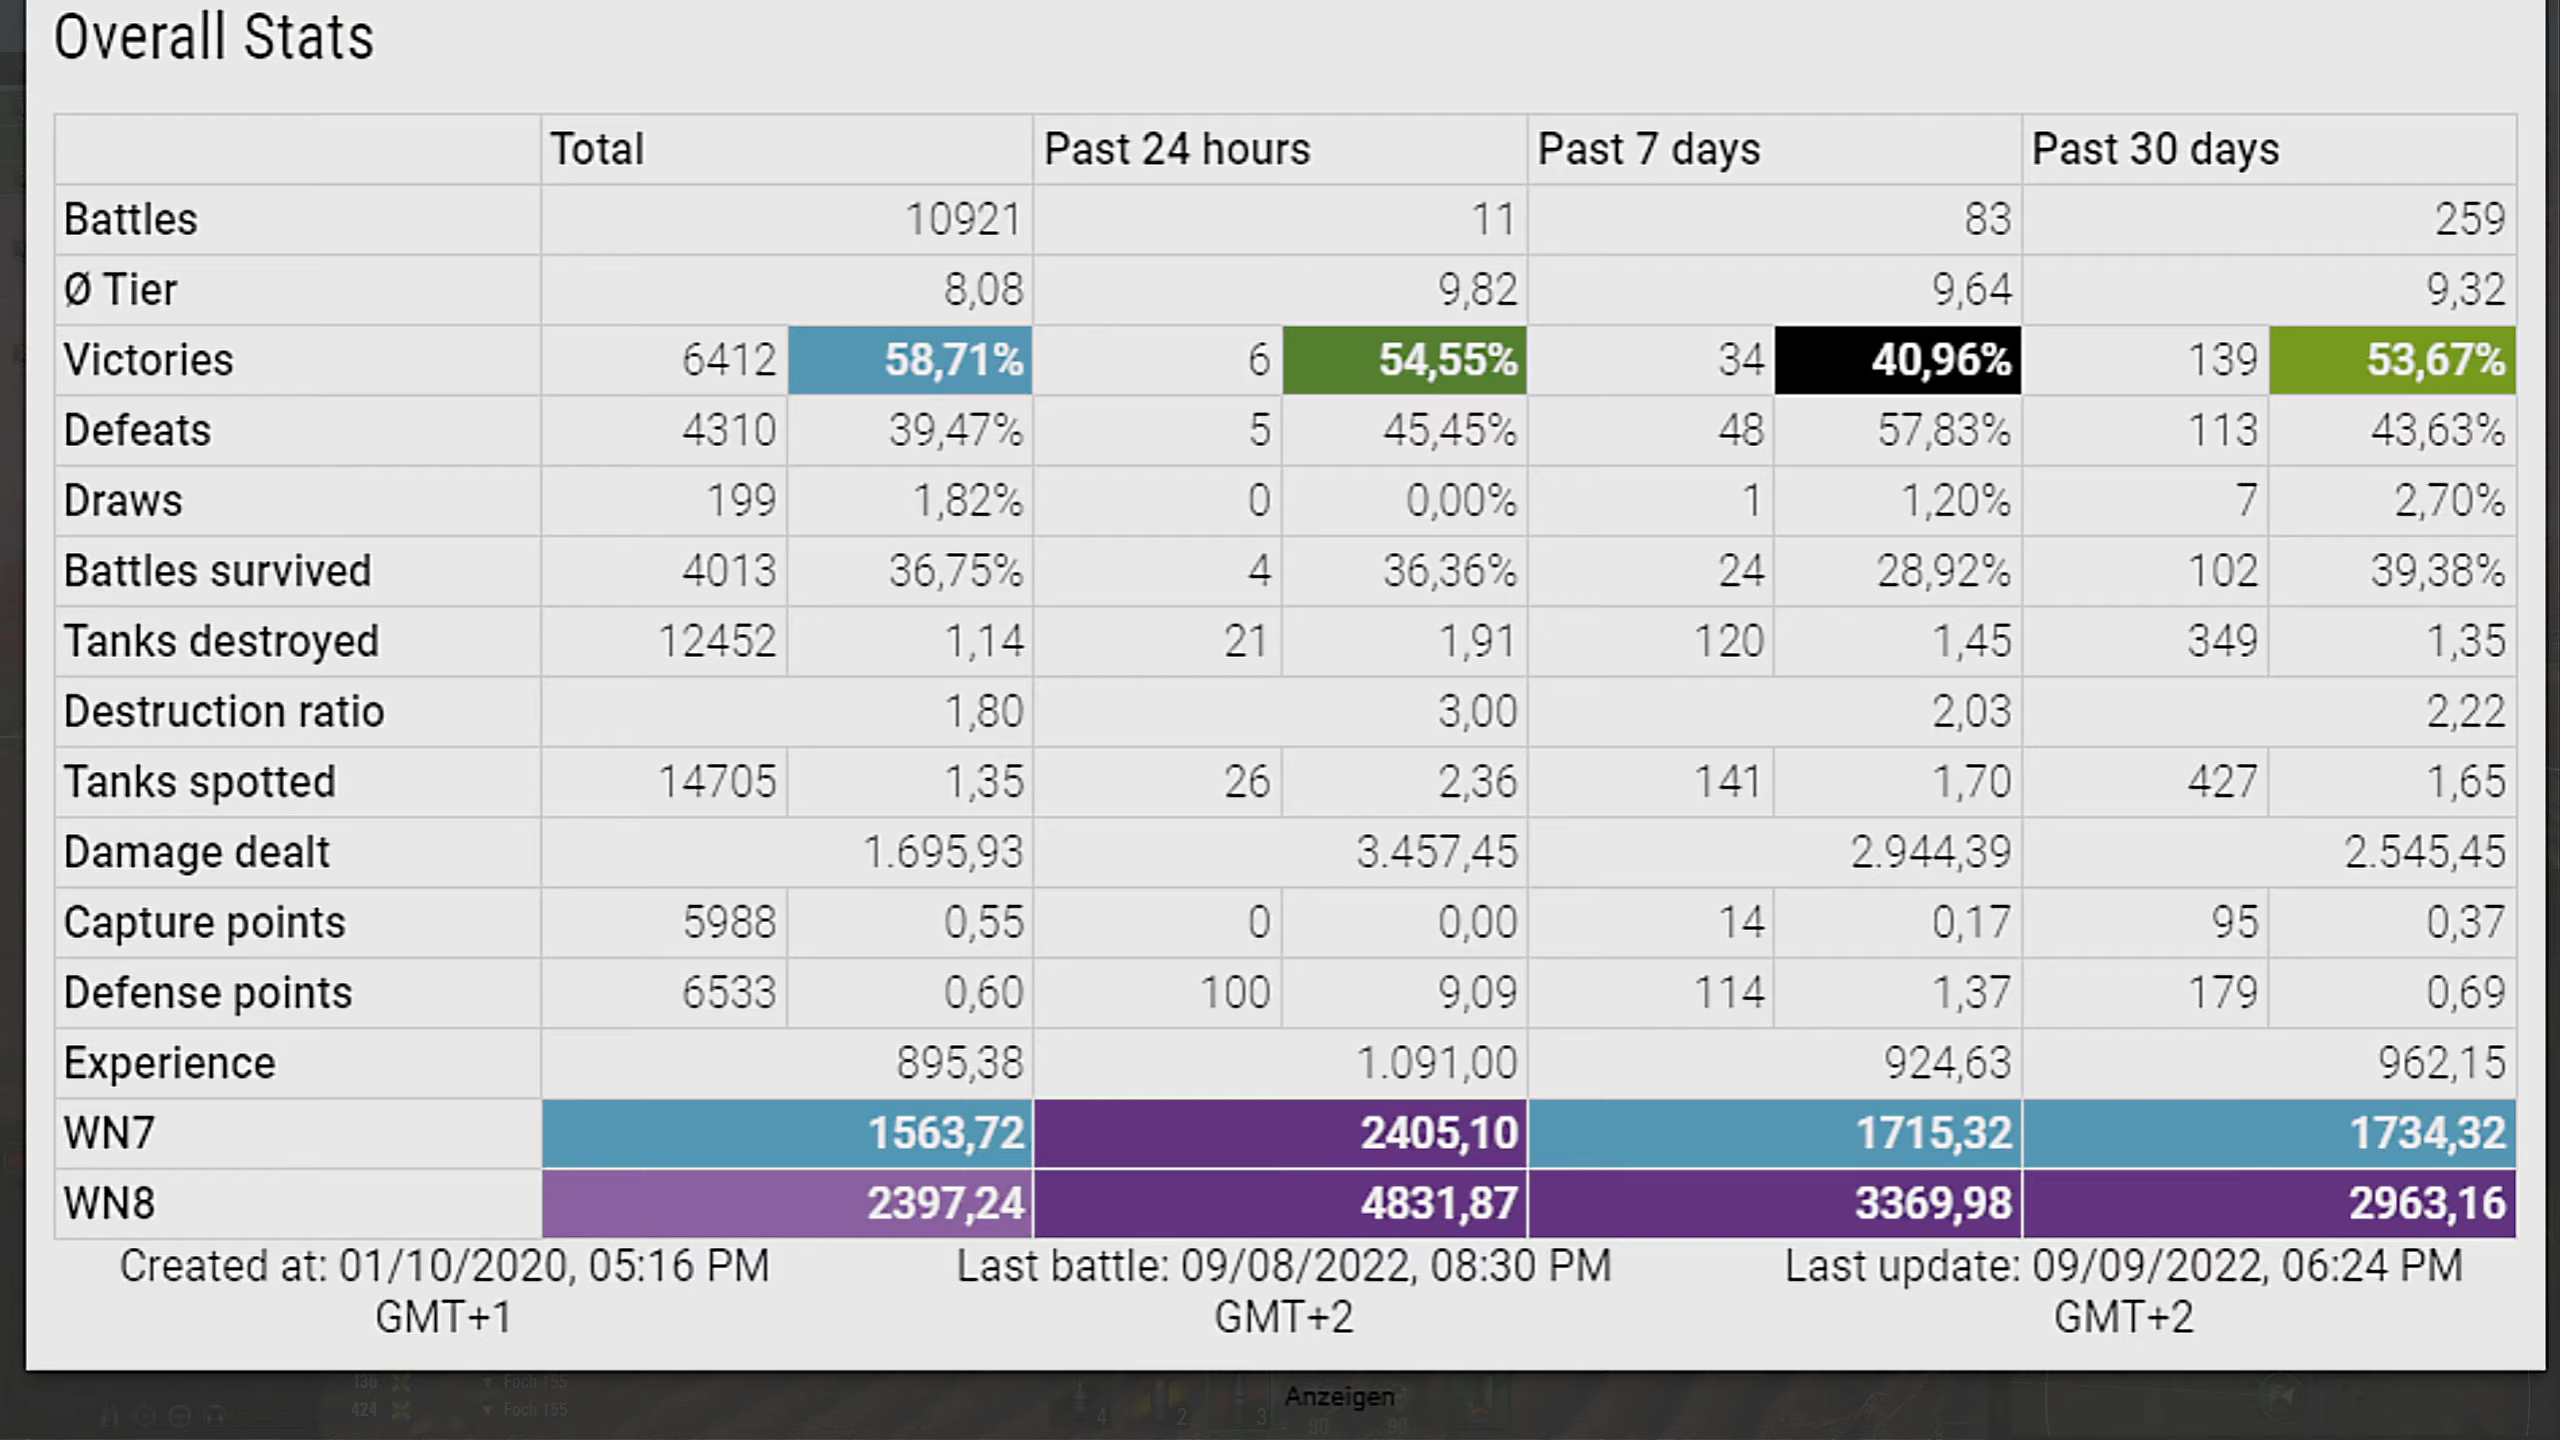 Overall Stats
Total Past 24 hours Past 7 days Past 30 days
Battles 10921 11 83 259
Ø Tier 8,08 9,82 9,64 9,32
Victories 6412 58,71% 6 54,55% 34 40,96% 139 53,67%
Defeats 4310 39,47% 5 45,45% 48 57,83% 113 43,63%
Draws 199 1,82% 0 0,00% 1 1,20% 7 2,70%
Battles survived 4013 36,75% 4 36,36% 24 28,92% 102 39,38%
Tanks destroyed 12452 1,14 21 1,91 120 1,45 349 1,35
Destruction ratio 1,80 3,00 2,03 2,22
Tanks spotted 14705 1,35 26 2,36 141 1,70 427 1,65
Damage dealt 1.695,93 3.457,45 2.944,39 2.545,45
Capture points 5988 0,55 0 0,00 14 0,17 95 0,37
Defense points 6533 0,60 100 9,09 114 1,37 179 0,69
Experience 895,38 1.091,00 924,63 962,15
WN7 1563,72 2405,10 1715,32 1734,32
WN8 2397,24 4831,87 3369,98 2963,16
Created at: 01/10/2020, 05:16 PM Last battle: 09/08/2022, 08:30 PM Last update: 09/09/2022, 06:24 PM
GMT+1 GMT+2 GMT+2
136 Foch 155 Anzeigen
424 Foch 155 4 2 3
90 90